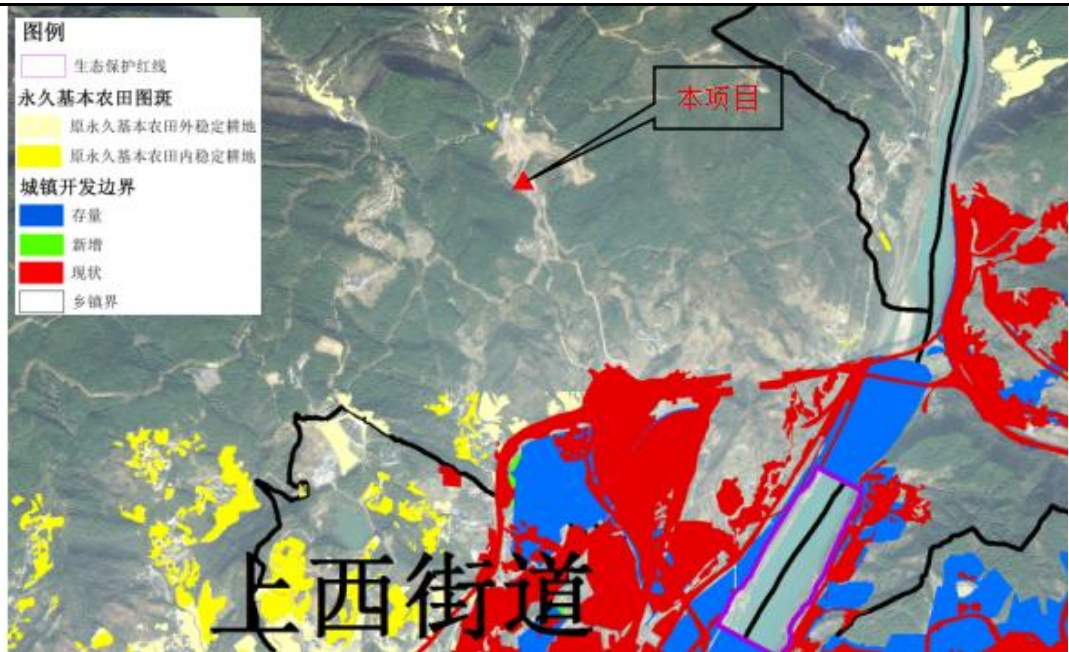 图例
生态保护红线
永久基本农田图斑
原永久基本农田外稳定耕地
原永久基本农田内稳定耕地
城镇开发边界
存量
新增
现状
乡镇界
本项目
上西街道